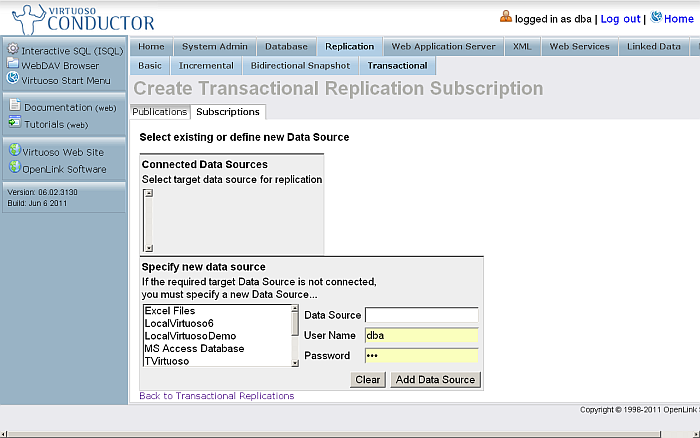 VIRTUOSO
CONDUCTOR
logged in as dba | Log out | Home
Interactive SQL (ISQL)
WebDAV Browser
Virtuoso Start Menu
Documentation (web)
Tutorials (web)
Virtuoso Web Site
OpenLink Software
Version: 06.02.3130
Build: Jun 6 2011
Home System Admin Database Replication Web Application Server XML Web Services Linked Data
Basic Incremental Bidirectional Snapshot Transactional
Create Transactional Replication Subscription
Publications Subscriptions
Select existing or define new Data Source
Connected Data Sources
Select target data source for replication
Specify new data source
If the required target Data Source is not connected,
you must specify a new Data Source...
Excel Files
LocalVirtuoso6
LocalVirtuosoDemo
MS Access Database
TVirtuoso
Data Source
User Name dba
Password •••
Clear Add Data Source
Back to Transactional Replications
Copyright © 1998-2011 OpenLink